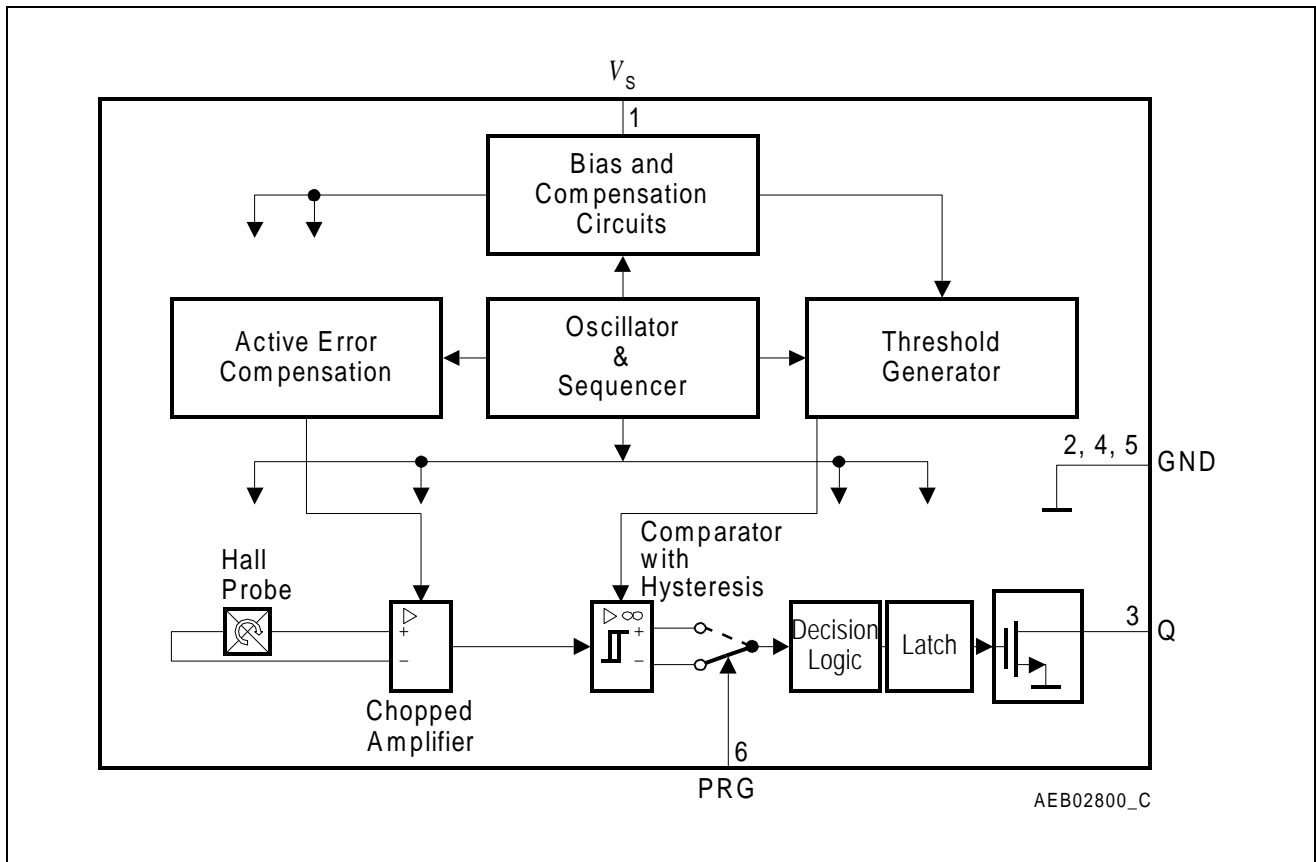 VS
1
Bias and
Compensation
Circuits
Active Error
Compensation
Oscillator
&
Sequencer
Threshold
Generator
2, 4, 5
GND
Comparator
with
Hysteresis
Hall
Probe
▷
+
−
▷ ∞
+
−
Decision
Logic
Latch
3
Q
Chopped
Amplifier
6
PRG
AEB02800_C